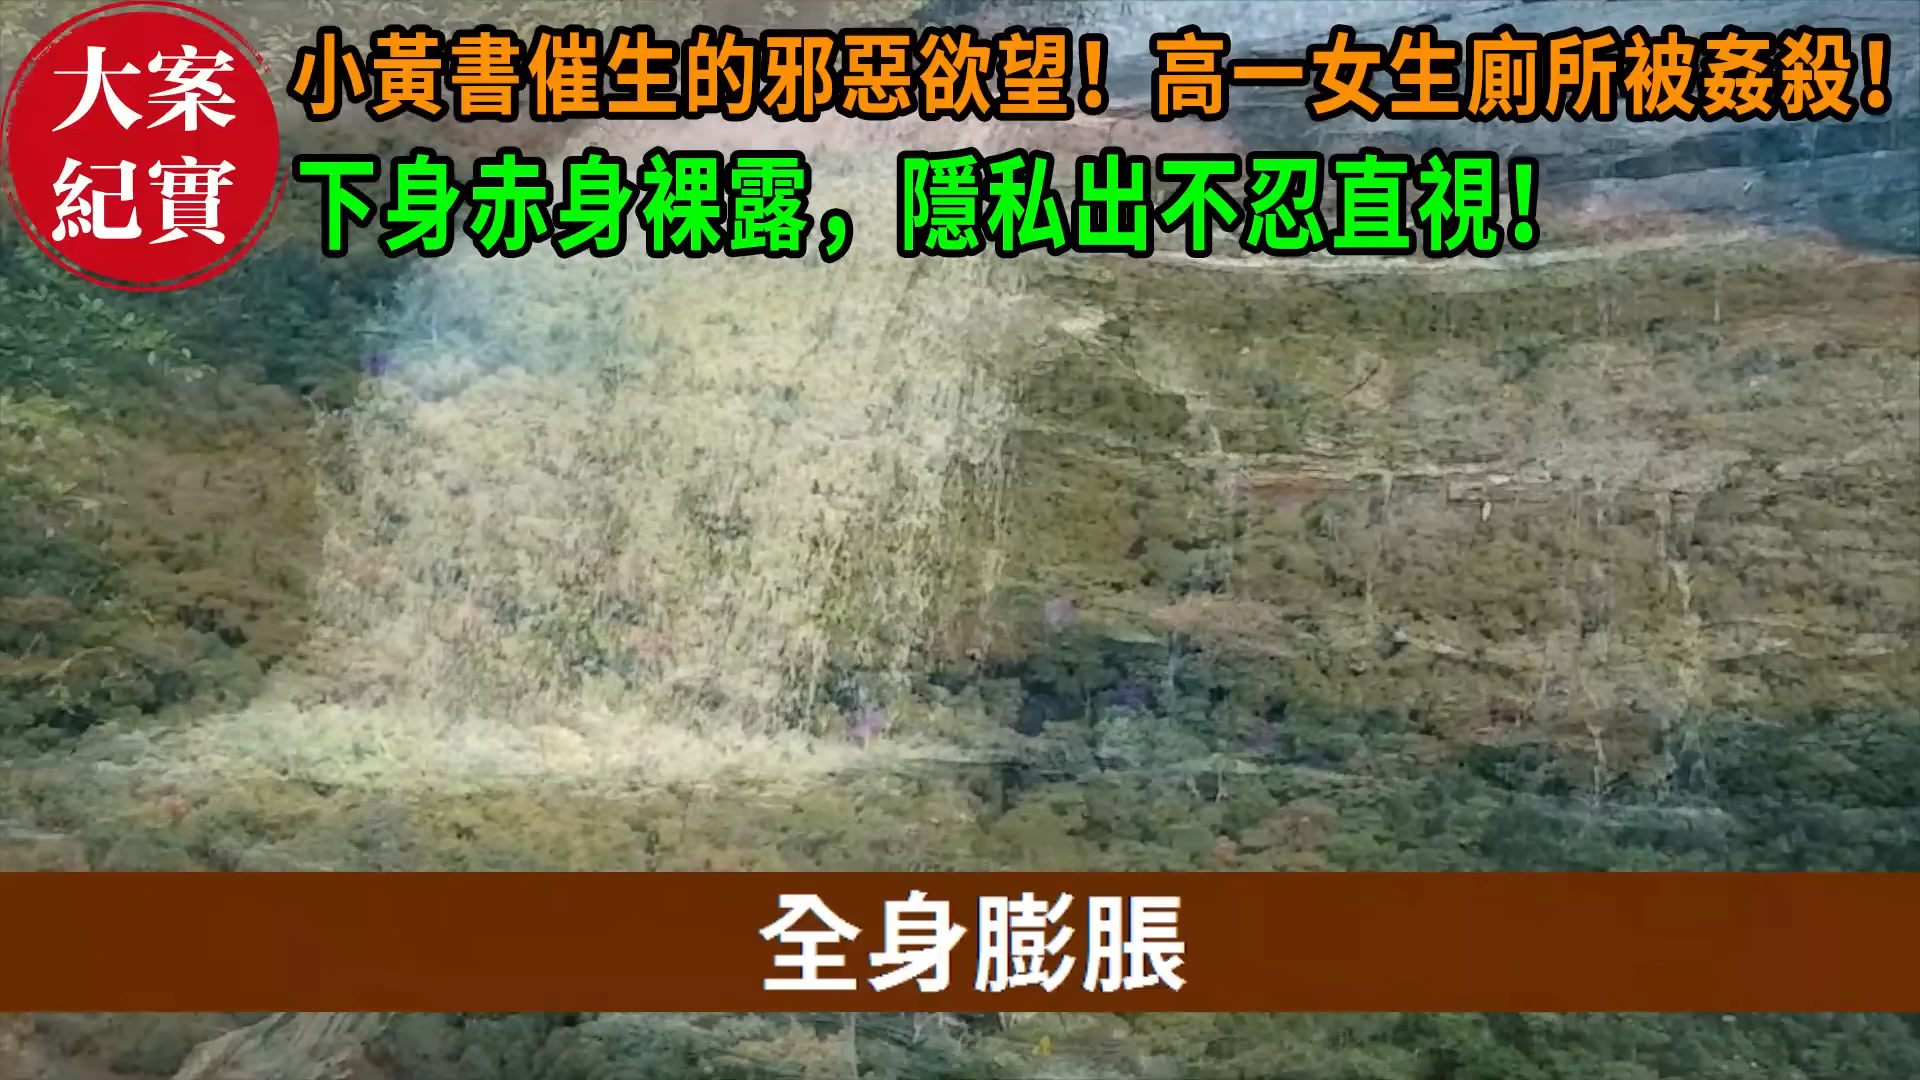 大案
紀實
小黃書催生的邪惡欲望！高一女生廁所被姦殺！
下身赤身裸露，隱私出不忍直視！
全身膨脹